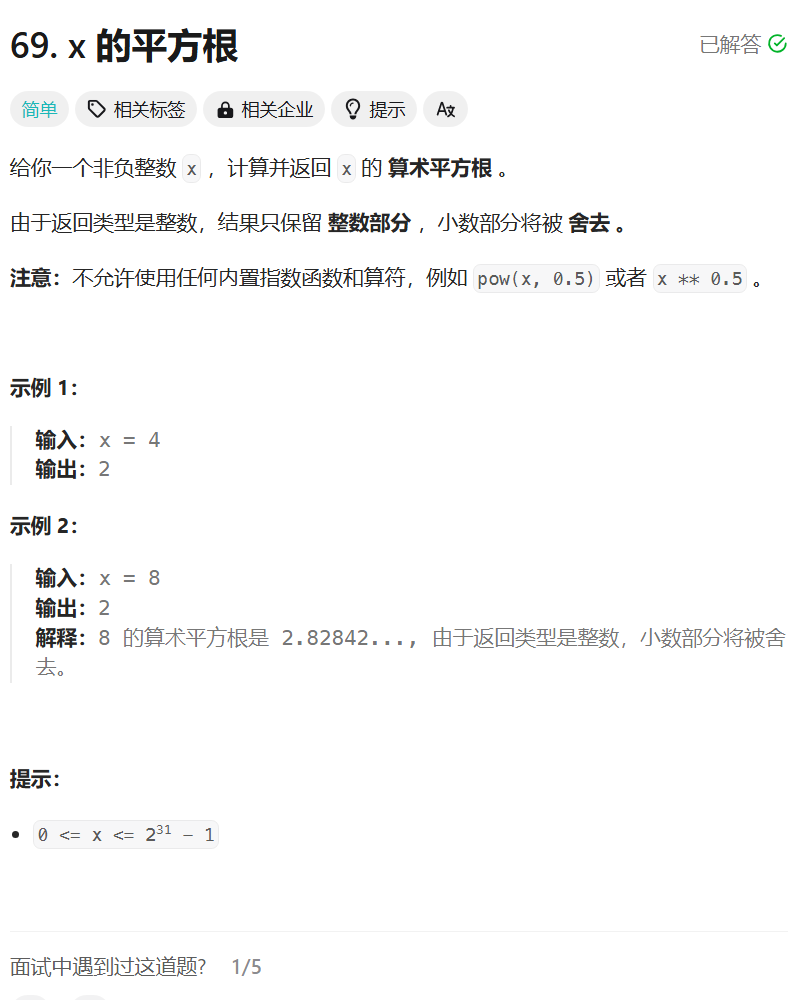 69. x 的平方根
已解答
简单 相关标签 相关企业 提示
给你一个非负整数 x ，计算并返回 x 的 算术平方根 。
由于返回类型是整数，结果只保留 整数部分 ，小数部分将被 舍去 。
注意：不允许使用任何内置指数函数和算符，例如 pow(x, 0.5) 或者 x ** 0.5 。
示例 1：
输入：x = 4
输出：2
示例 2：
输入：x = 8
输出：2
解释：8 的算术平方根是 2.82842..., 由于返回类型是整数，小数部分将被舍
去。
提示：
0 <= x <= 2³¹ - 1
面试中遇到过这道题? 1/5